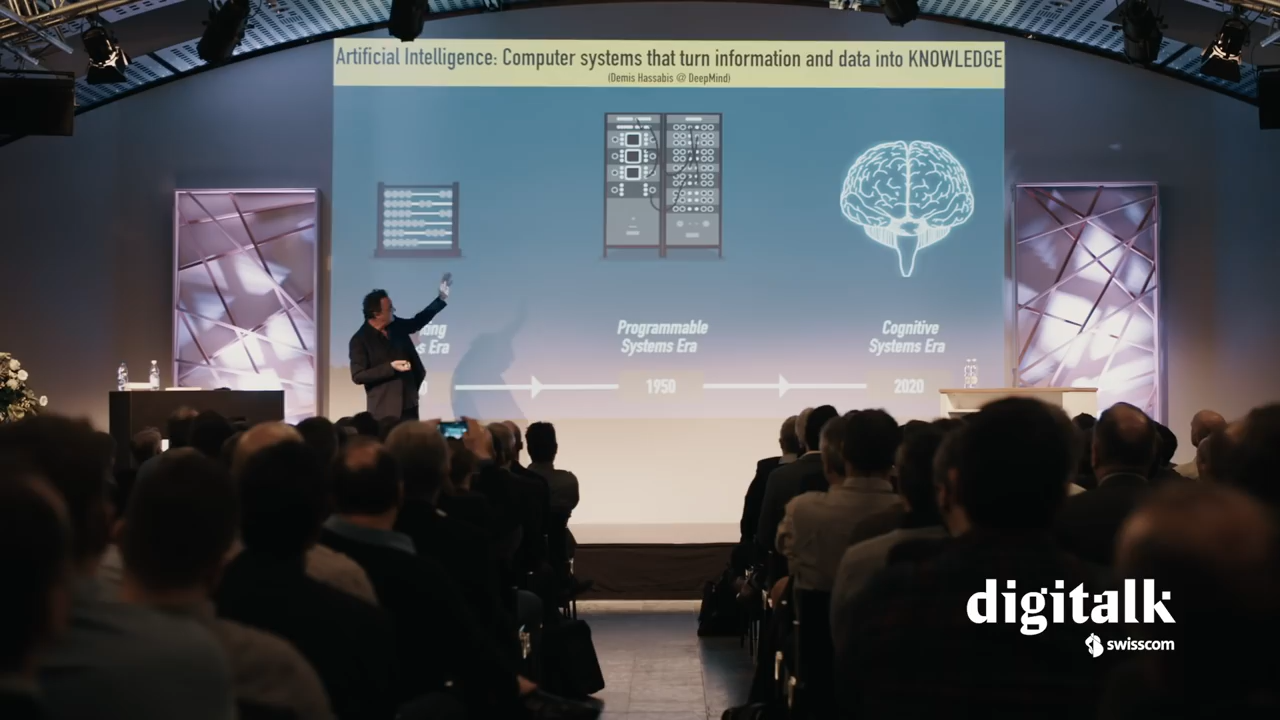 Artificial Intelligence: Computer systems that turn information and data into KNOWLEDGE
(Demis Hassabis @ DeepMind)
Programmable
Systems Era
Cognitive
Systems Era
Era
1950
2020
digitalk
swisscom